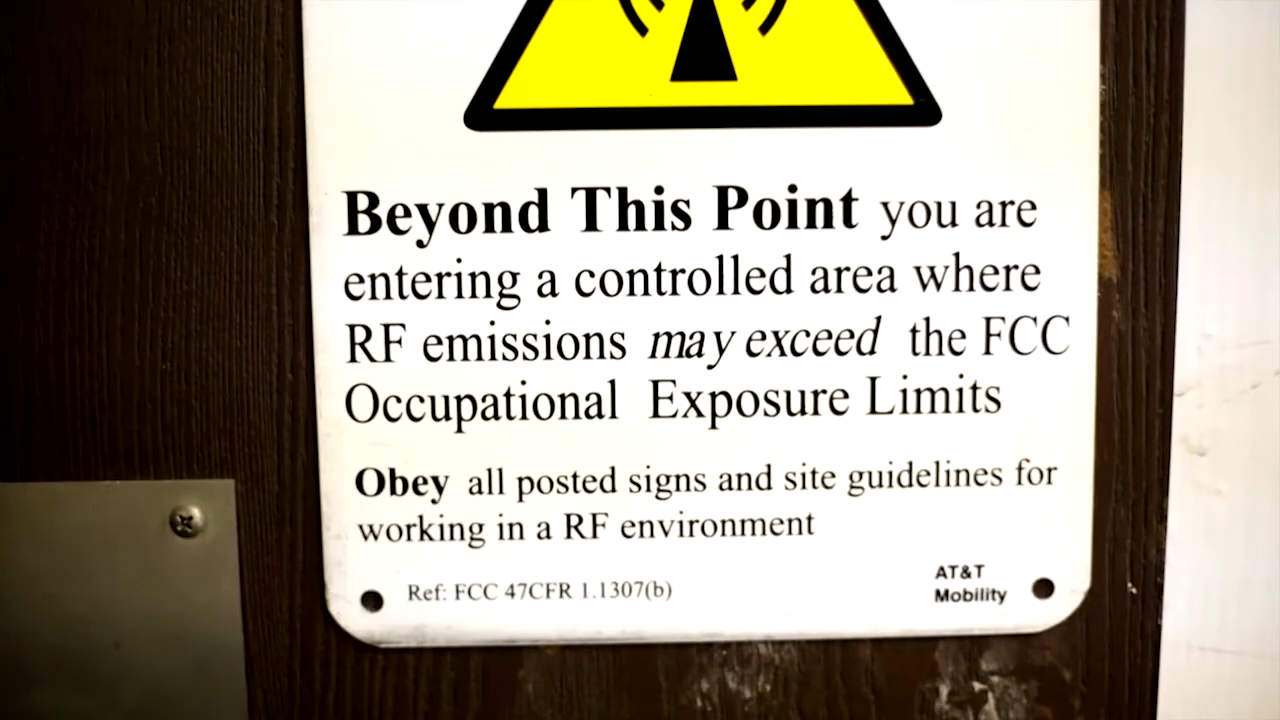 Beyond This Point you are
entering a controlled area where
RF emissions may exceed the FCC
Occupational Exposure Limits
Obey all posted signs and site guidelines for
working in a RF environment
Ref: FCC 47CFR 1.1307(b)
AT&T
Mobility